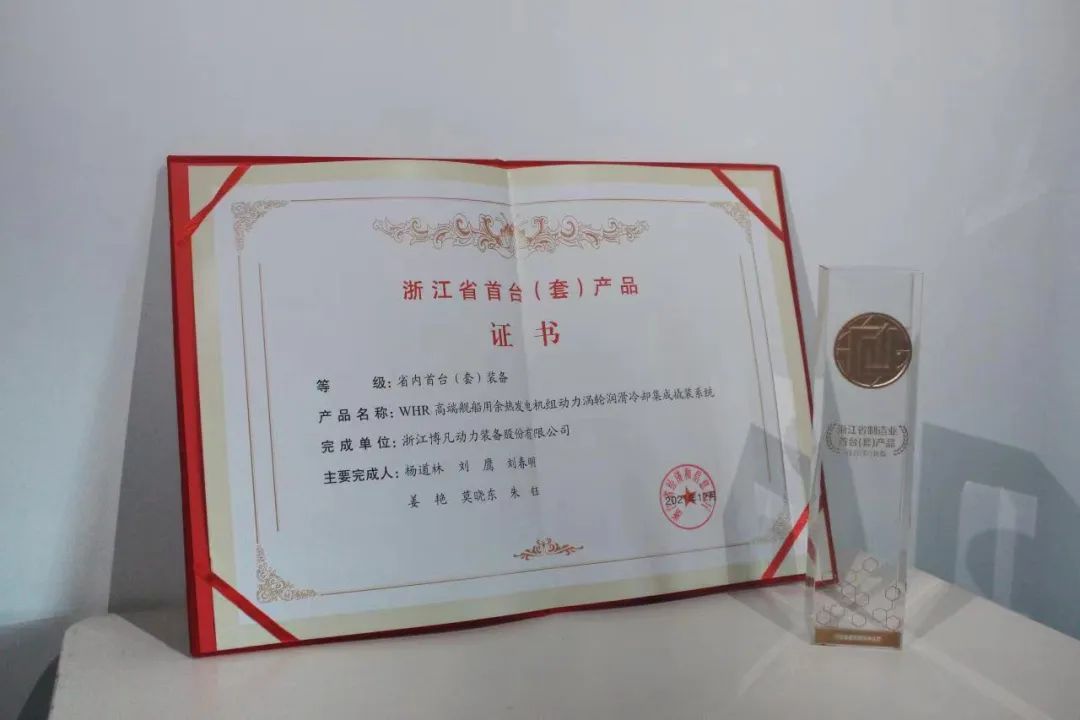 浙江省首台(套)产品
证书
等 级:省内首台(套)装备
产品名称:WHR 高端舰船用余热发电机组动力涡轮润滑冷却集成撬装系统
完成单位:浙江博凡动力装备股份有限公司
主要完成人:杨道林 刘鹰 刘春明
姜艳 莫晓东 朱钰
浙江省制造业
首台(套)产品